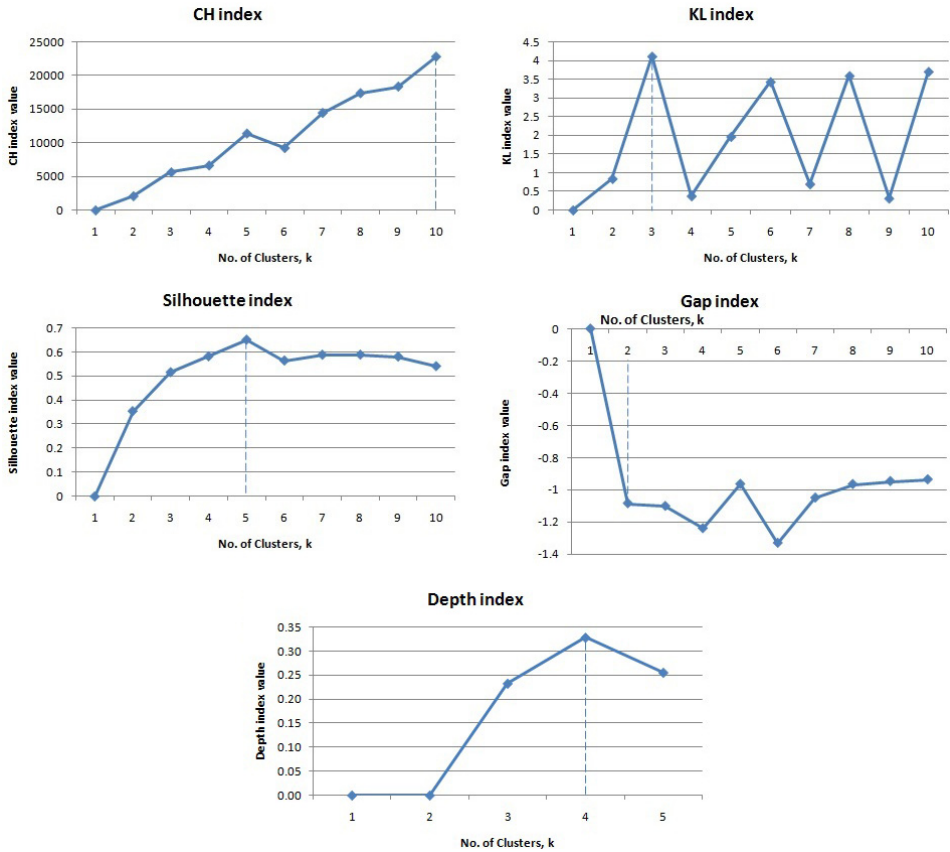 CH index
25000
20000
15000
10000
5000
0
CH index value
1 2 3 4 5 6 7 8 9 10
No. of Clusters, k
KL index
4.5
4
3.5
3
2.5
2
1.5
1
0.5
0
KL index value
1 2 3 4 5 6 7 8 9 10
No. of Clusters, k
Silhouette index
0.7
0.6
0.5
0.4
0.3
0.2
0.1
0
Silhouette index value
1 2 3 4 5 6 7 8 9 10
No. of Clusters, k
Gap index
No. of Clusters, k
0
1 2 3 4 5 6 7 8 9 10
-0.2
-0.4
-0.6
-0.8
-1
-1.2
-1.4
Gap index value
Depth index
0.35
0.30
0.25
0.20
0.15
0.10
0.05
0.00
Depth index value
1 2 3 4 5
No. of Clusters, k